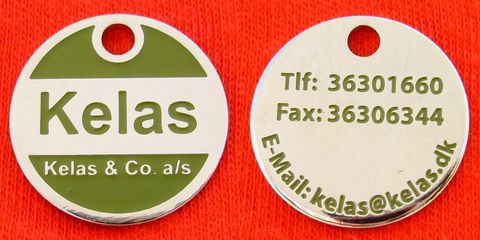 Kelas
Kelas & Co. a/s
Tlf: 36301660
Fax: 36306344
E-Mail: kelas@kelas.dk